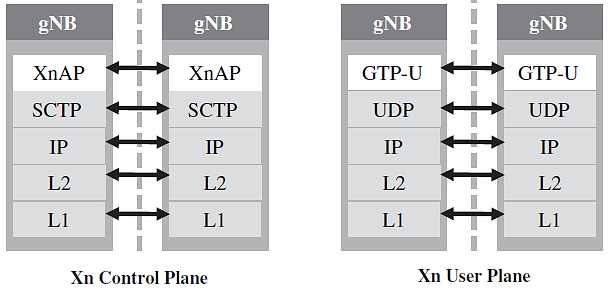 gNB gNB gNB gNB
XnAP XnAP GTP-U GTP-U
SCTP SCTP UDP UDP
IP IP IP IP
L2 L2 L2 L2
L1 L1 L1 L1
Xn Control Plane Xn User Plane